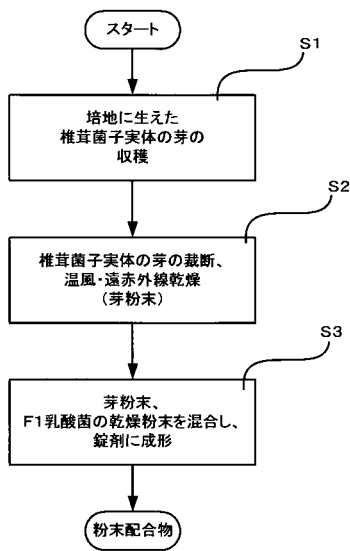 スタート
S1
培地に生えた
椎茸菌子実体の芽の
収穫
S2
椎茸菌子実体の芽の裁断、
温風・遠赤外線乾燥
(芽粉末)
S3
芽粉末、
F1乳酸菌の乾燥粉末を混合し、
錠剤に成形
粉末配合物